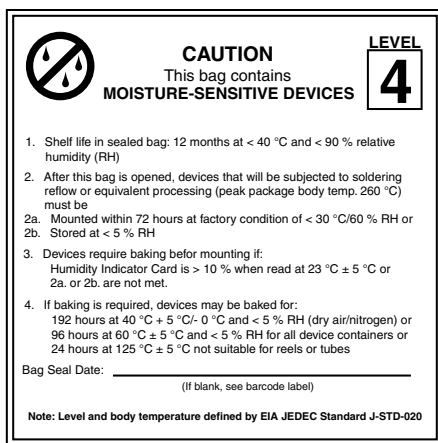 CAUTION
This bag contains
MOISTURE-SENSITIVE DEVICES
LEVEL
4
1. Shelf life in sealed bag: 12 months at < 40 °C and < 90 % relative
humidity (RH)
2. After this bag is opened, devices that will be subjected to soldering
reflow or equivalent processing (peak package body temp. 260 °C)
must be
2a. Mounted within 72 hours at factory condition of < 30 °C/60 % RH or
2b. Stored at < 5 % RH
3. Devices require baking befor mounting if:
Humidity Indicator Card is > 10 % when read at 23 °C ± 5 °C or
2a. or 2b. are not met.
4. If baking is required, devices may be baked for:
192 hours at 40 °C + 5 °C/- 0 °C and < 5 % RH (dry air/nitrogen) or
96 hours at 60 °C ± 5 °C and < 5 % RH for all device containers or
24 hours at 125 °C ± 5 °C not suitable for reels or tubes
Bag Seal Date:
(If blank, see barcode label)
Note: Level and body temperature defined by EIA JEDEC Standard J-STD-020